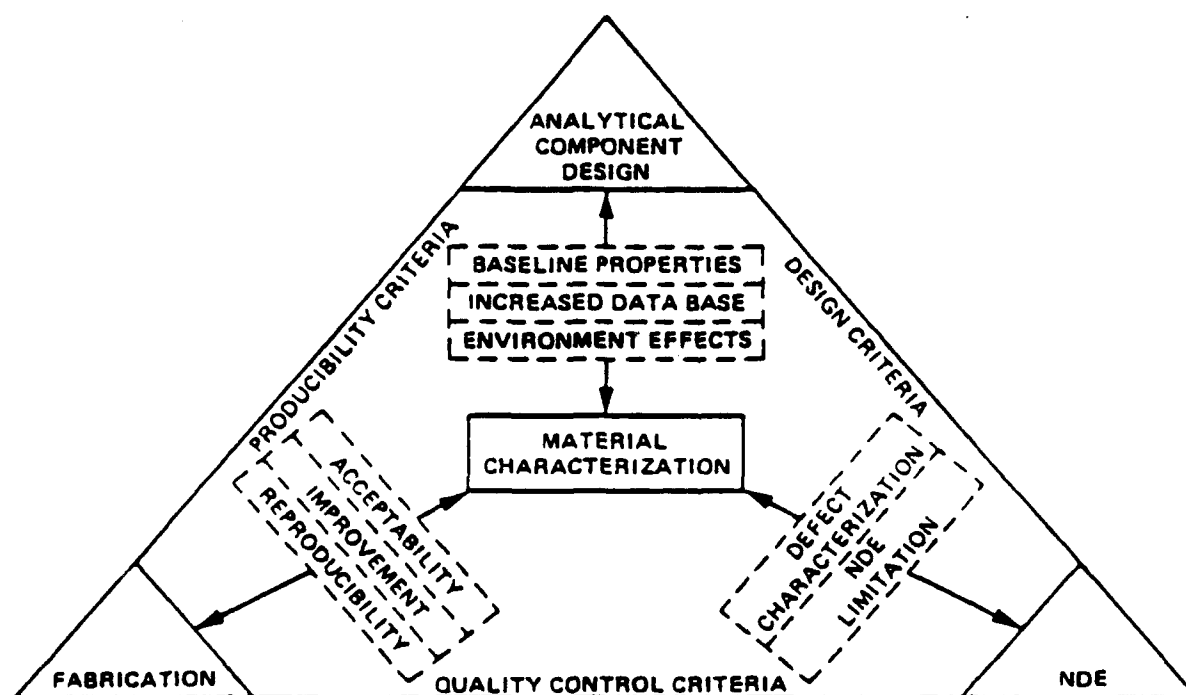 ANALYTICAL
COMPONENT
DESIGN
PRODUCIBILITY CRITERIA
DESIGN CRITERIA
BASELINE PROPERTIES
INCREASED DATA BASE
ENVIRONMENT EFFECTS
MATERIAL
CHARACTERIZATION
ACCEPTABILITY
IMPROVEMENT
REPRODUCIBILITY
DEFECT
CHARACTERIZATION
NDE
LIMITATION
FABRICATION
QUALITY CONTROL CRITERIA
NDE